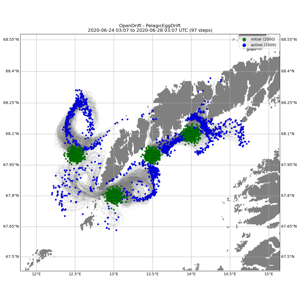 OpenDrift - PelagicEggDrift
2020-06-24 03:07 to 2020-06-28 03:07 UTC (97 steps)
initial (2000)
active (2000)
68.55°N 68.55°N
68.4°N 68.4°N
68.25°N 68.25°N
68.1°N 68.1°N
67.95°N 67.95°N
67.8°N 67.8°N
67.65°N 67.65°N
67.5°N 67.5°N
12°E 12.5°E 13°E 13.5°E 14°E 14.5°E 15°E